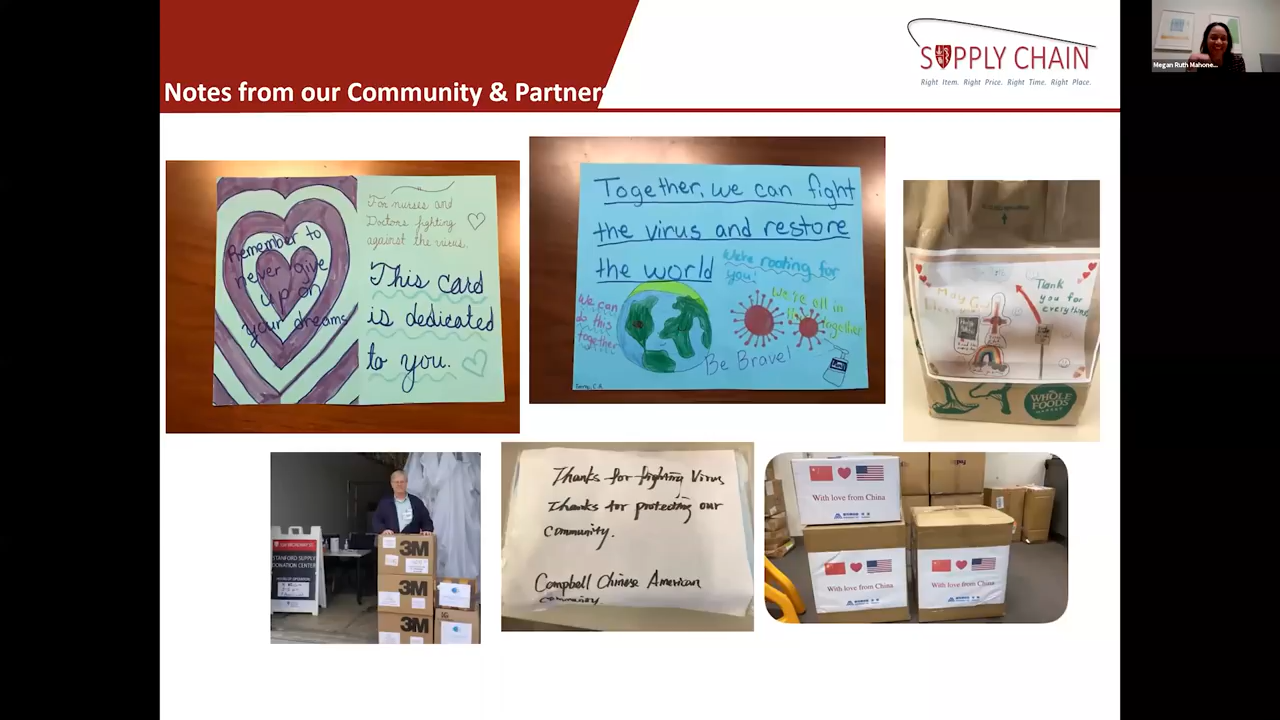 Notes from our Community & Partners
SUPPLY CHAIN
Right Item. Right Price. Right Time. Right Place.
Megan Ruth Mahone...
Remember to
never give
up on
your dreams
For nurses and
Doctors fighting
against the virus.
This card
is dedicated
to you.
Together, we can fight
the virus and restore
the world
We're rooting for
you!
We can
do this
together
We're all in
together
Be Brave!
Thank
you for
everything
WHOLE
FOODS
MARKET
STANFORD SUPPLY
DONATION CENTER
3M
3M
3M
Thanks for fighting Virus
Thanks for protecting our
community.
Campbell Chinese American
community
With love from China
With love from China
With love from China